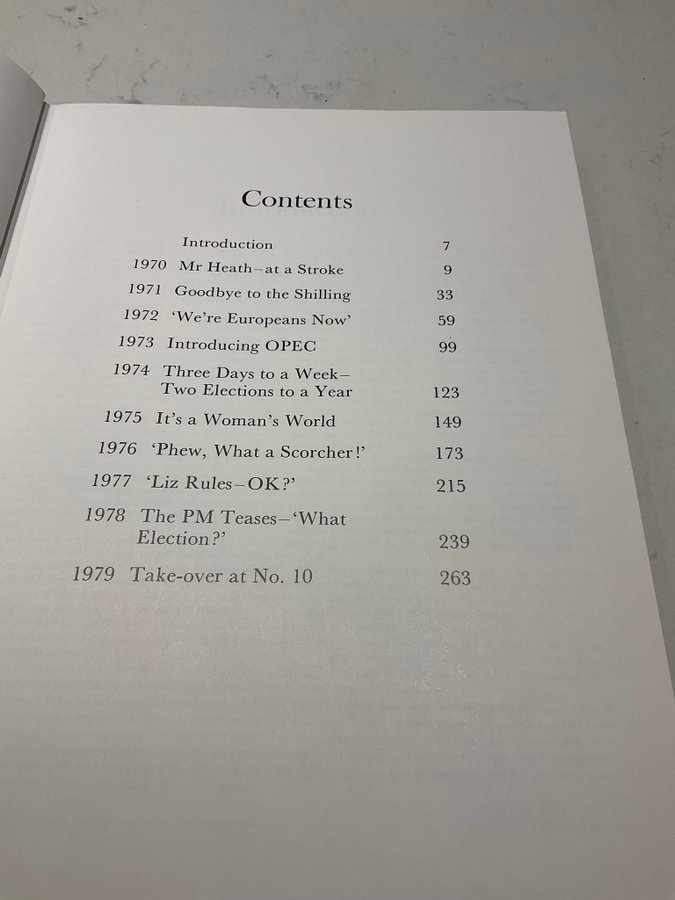 Contents
Introduction 7
1970 Mr Heath–at a Stroke 9
1971 Goodbye to the Shilling 33
1972 ‘We’re Europeans Now’ 59
1973 Introducing OPEC 99
1974 Three Days to a Week–
Two Elections to a Year 123
1975 It’s a Woman’s World 149
1976 ‘Phew, What a Scorcher!’ 173
1977 ‘Liz Rules–OK?’ 215
1978 The PM Teases–‘What
Election?’ 239
1979 Take-over at No. 10 263